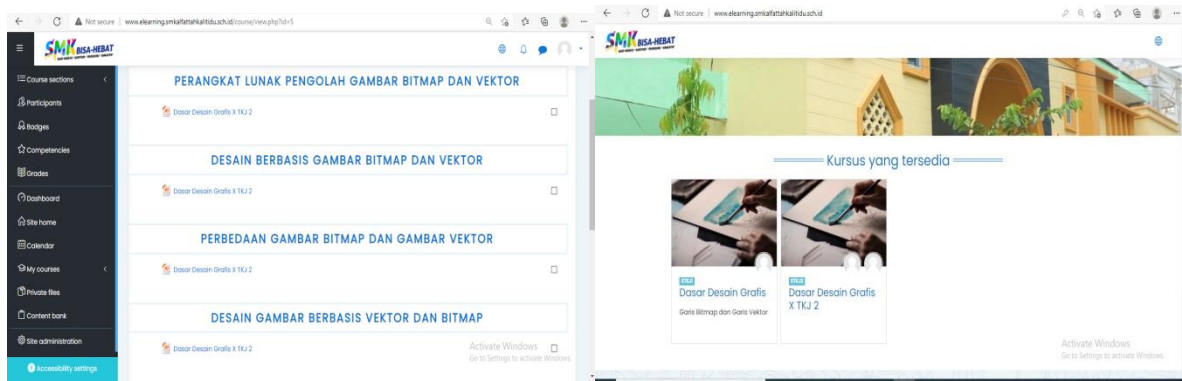 Not secure | www.elearning.smkalfattahkalitidu.sch.id/course/view.php?id=5
SMK BISA-HEBAT
Course sections
Participants
Badges
Competencies
Grades
Dashboard
Site home
Calendar
My courses
Private files
Content bank
Site administration
Accessibility settings
PERANGKAT LUNAK PENGOLAH GAMBAR BITMAP DAN VEKTOR
Dasar Desain Grafis X TKJ 2
DESAIN BERBASIS GAMBAR BITMAP DAN VEKTOR
Dasar Desain Grafis X TKJ 2
PERBEDAAN GAMBAR BITMAP DAN GAMBAR VEKTOR
Dasar Desain Grafis X TKJ 2
DESAIN GAMBAR BERBASIS VEKTOR DAN BITMAP
Dasar Desain Grafis X TKJ 2
Activate Windows
Go to Settings to activate Windows.
Not secure | www.elearning.smkalfattahkalitidu.sch.id
SMK BISA-HEBAT
Kursus yang tersedia
Dasar Desain Grafis
Garis Bitmap dan Garis Vektor
Dasar Desain Grafis
X TKJ 2
Activate Windows
Go to Settings to activate Windows.